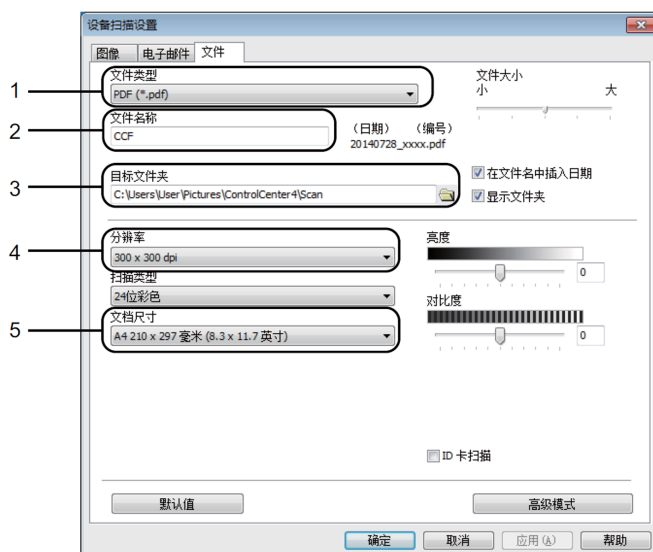 设备扫描设置
图像 电子邮件 文件
1
文件类型
PDF (*.pdf)
文件大小
小 大
2
文件名称
CCF
(日期) (编号)
20140728_xxxx.pdf
3
目标文件夹
C:\Users\User\Pictures\ControlCenter4\Scan
在文件名中插入日期
显示文件夹
4
分辨率
300 x 300 dpi
扫描类型
24位彩色
5
文档尺寸
A4 210 x 297 毫米 (8.3 x 11.7 英寸)
亮度
0
对比度
0
ID 卡扫描
默认值 高级模式
确定 取消 应用(A) 帮助